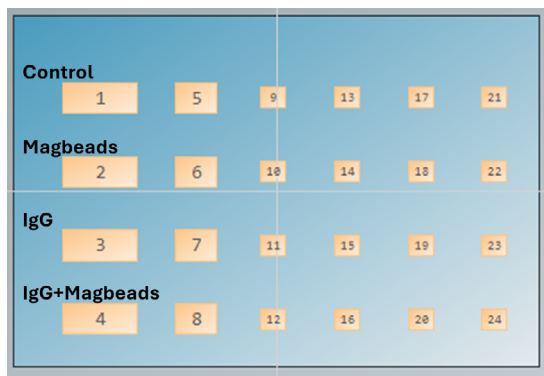 Control
1 5 9 13 17 21
Magbeads
2 6 10 14 18 22
IgG
3 7 11 15 19 23
IgG+Magbeads
4 8 12 16 20 24